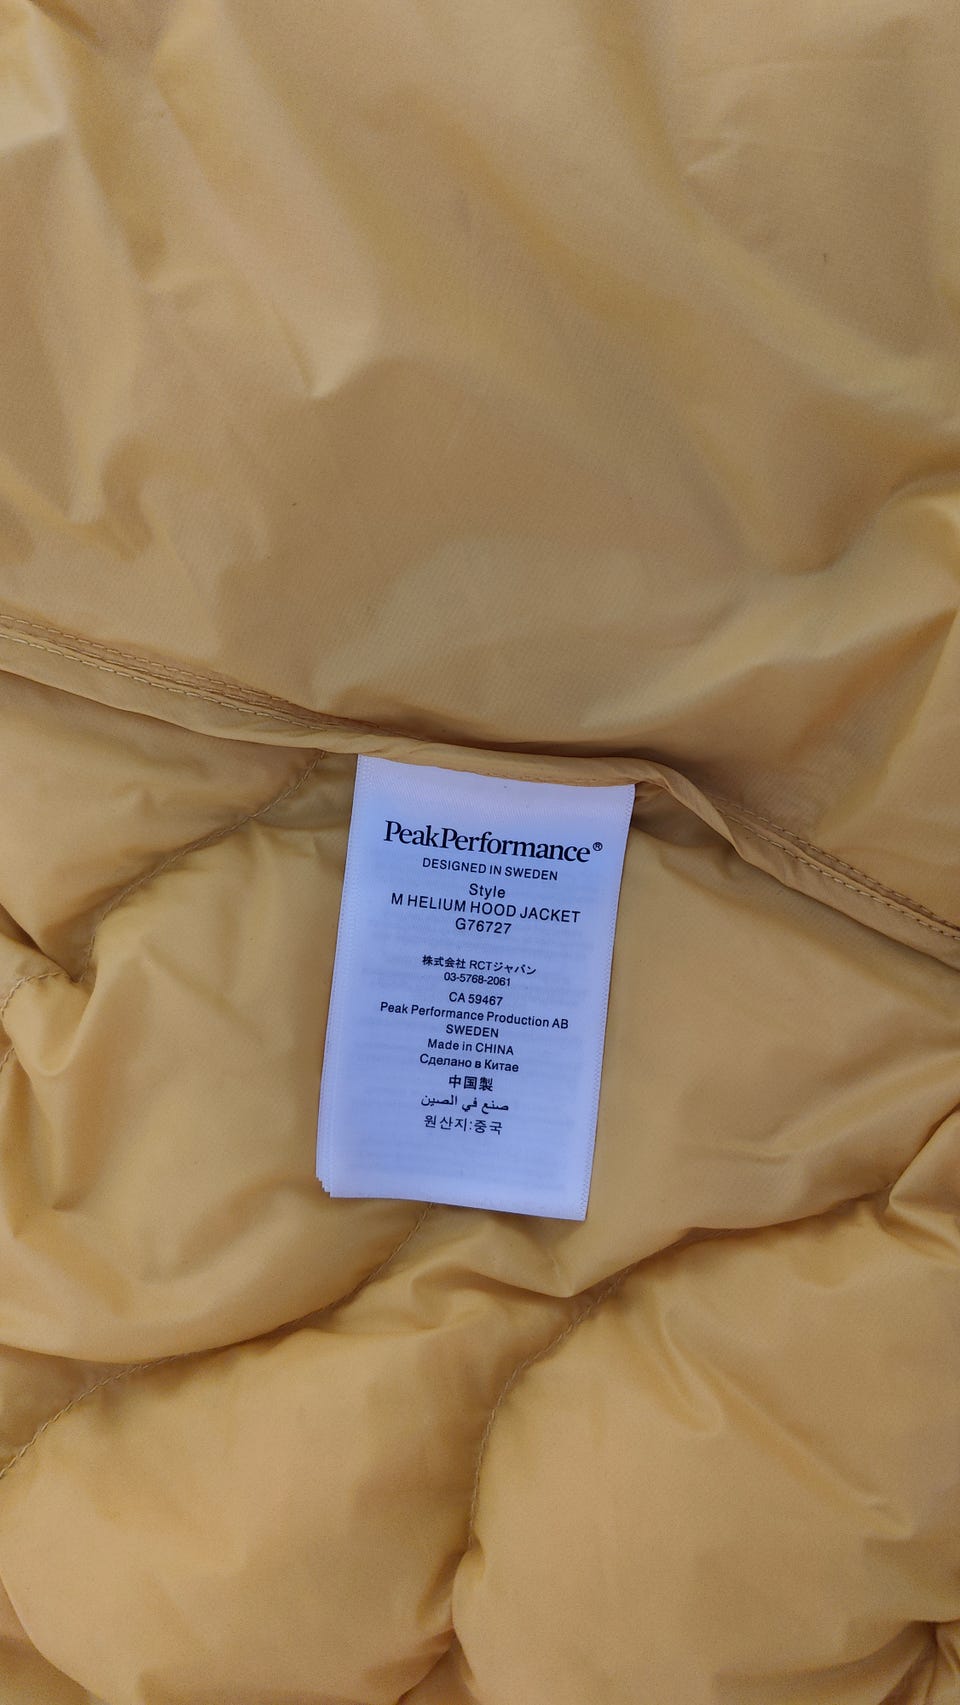 PeakPerformance®
DESIGNED IN SWEDEN
Style
M HELIUM HOOD JACKET
G76727
株式会社 RCTジャパン
03-5768-2061
CA 59467
Peak Performance Production AB
SWEDEN
Made in CHINA
Сделано в Китае
中国製
صنع في الصين
원산지:중국